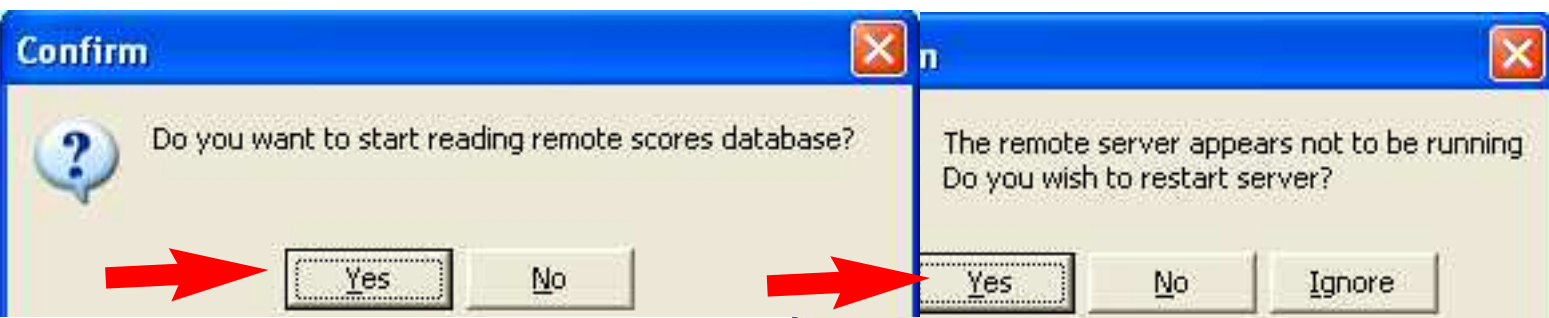 Confirm
Do you want to start reading remote scores database?
Yes
No
n
The remote server appears not to be running
Do you wish to restart server?
Yes
No
Ignore